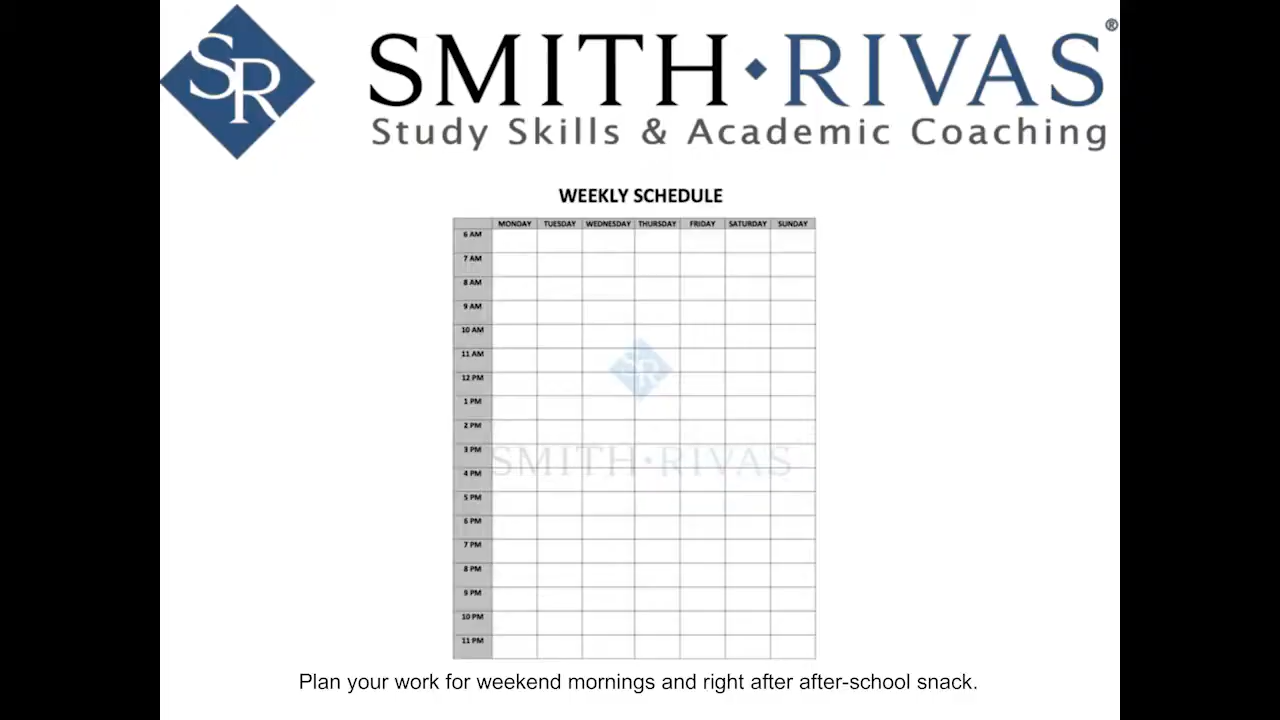 SR
SMITH·RIVAS®
Study Skills & Academic Coaching
WEEKLY SCHEDULE
MONDAY TUESDAY WEDNESDAY THURSDAY FRIDAY SATURDAY SUNDAY
6 AM
7 AM
8 AM
9 AM
10 AM
11 AM
SR
12 PM
1 PM
2 PM
3 PM
SMITH·RIVAS
4 PM
5 PM
6 PM
7 PM
8 PM
9 PM
10 PM
11 PM
Plan your work for weekend mornings and right after after-school snack.